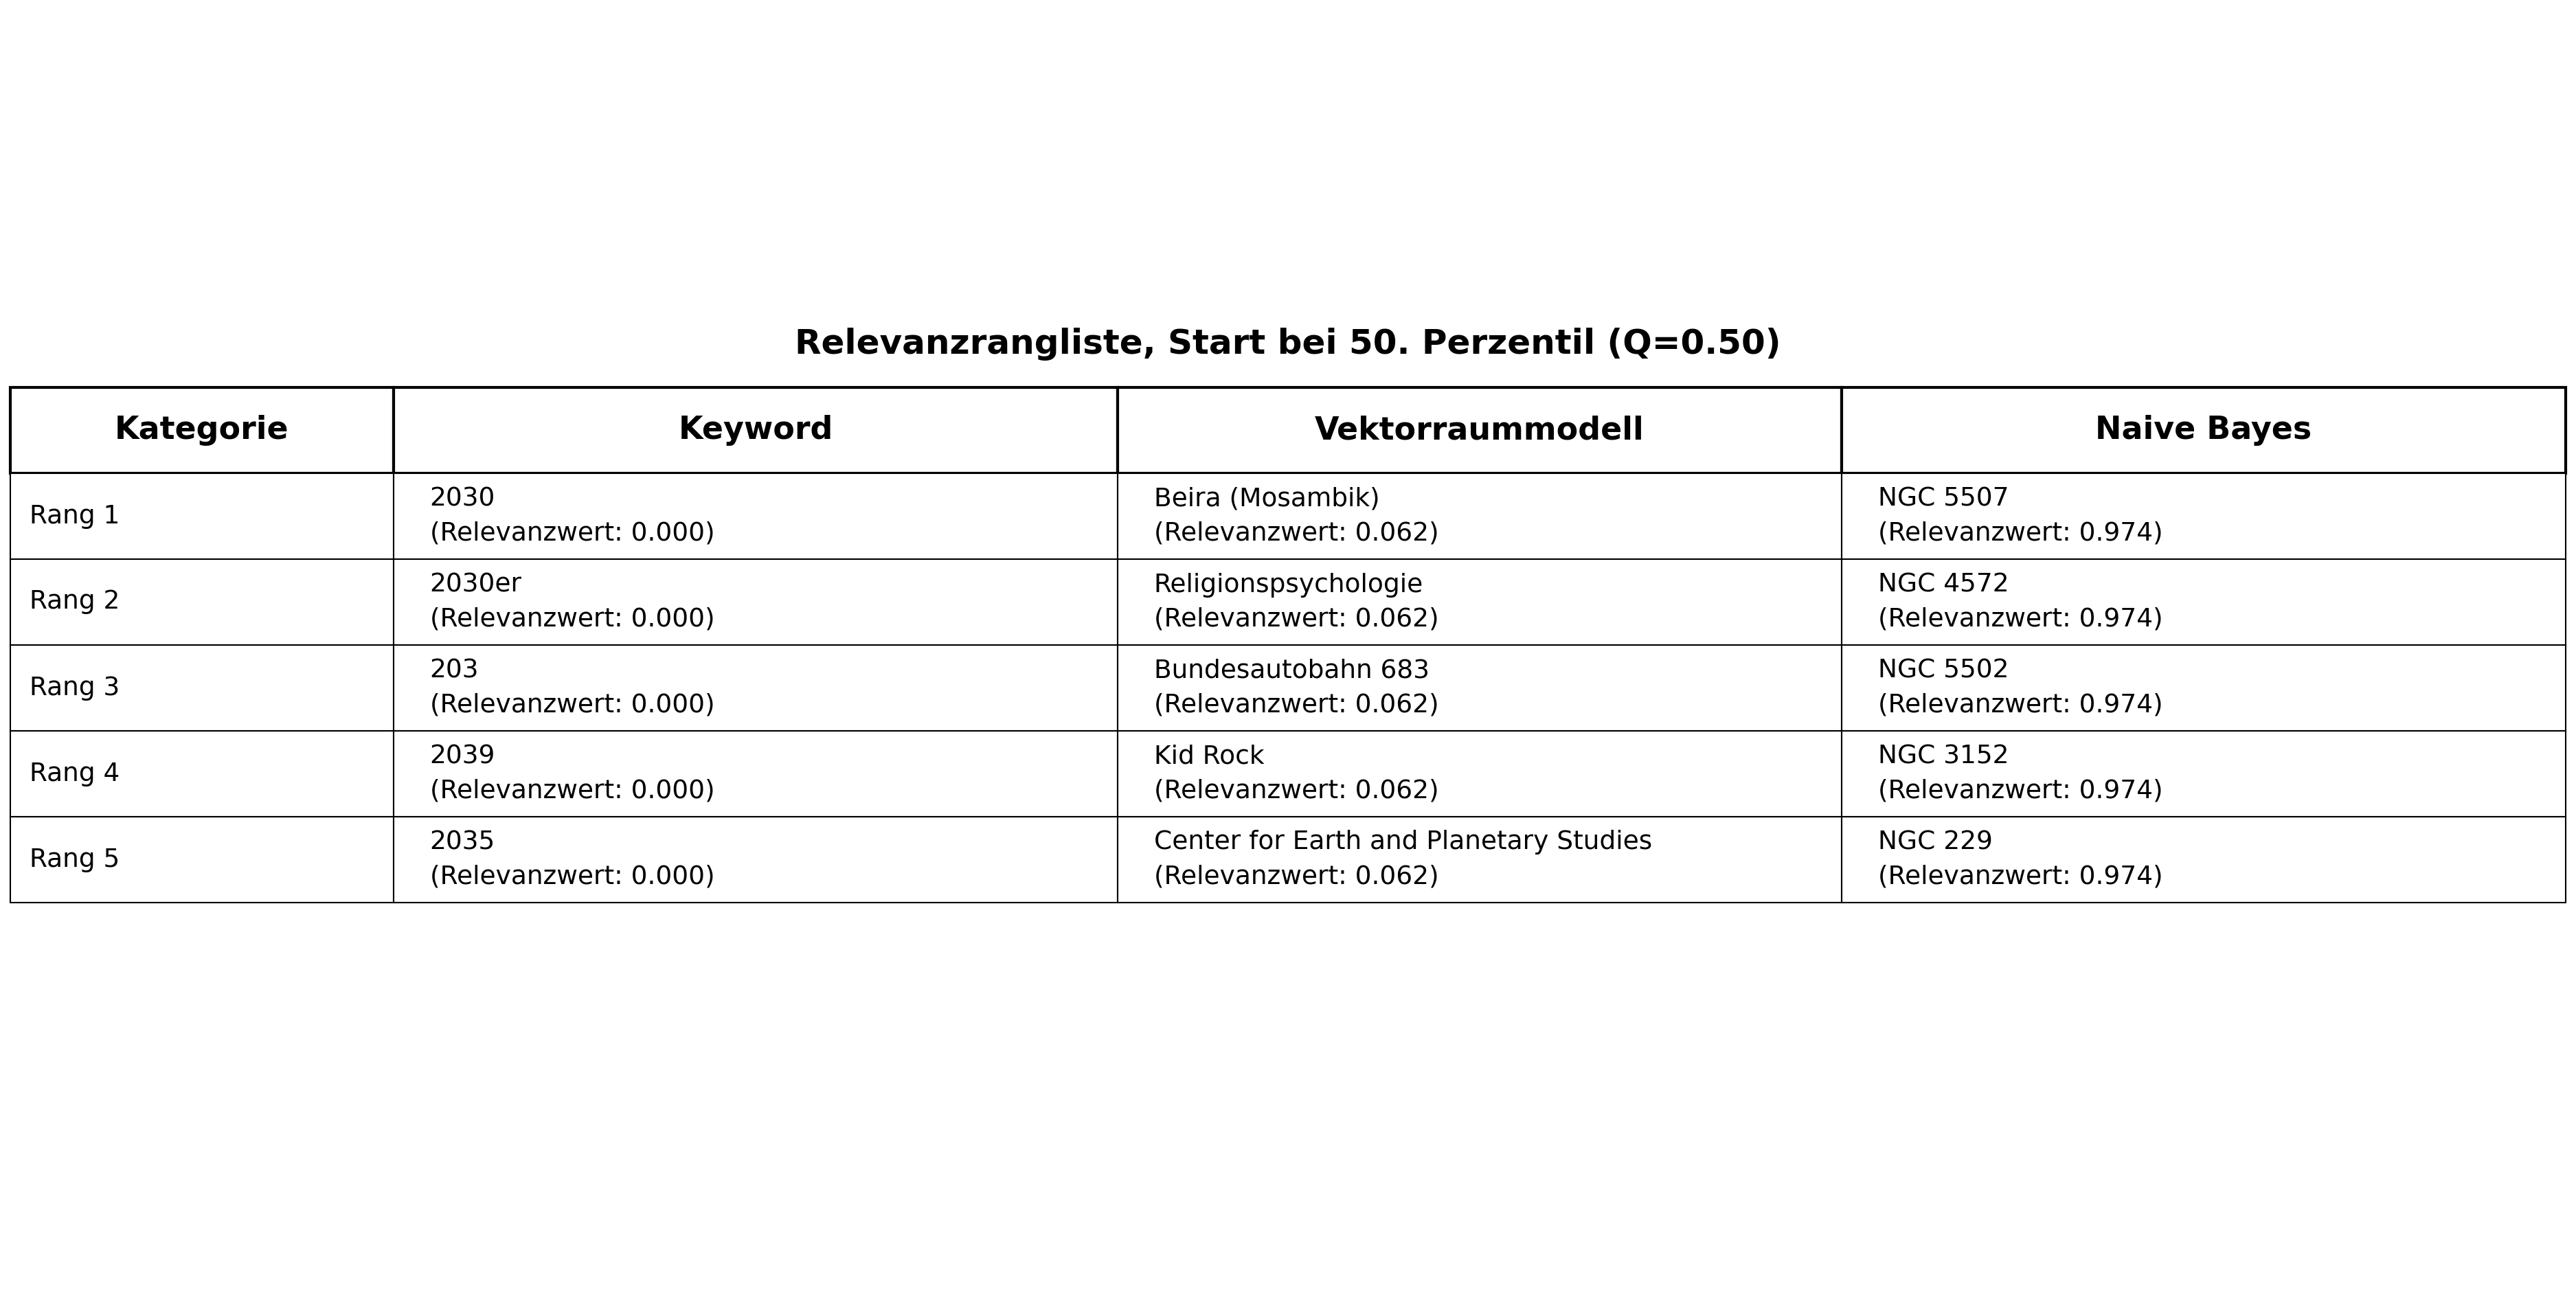 Relevanzrangliste, Start bei 50. Perzentil (Q=0.50)
Kategorie Keyword Vektorraummodell Naive Bayes
Rang 1
2030
(Relevanzwert: 0.000)
Beira (Mosambik)
(Relevanzwert: 0.062)
NGC 5507
(Relevanzwert: 0.974)
Rang 2
2030er
(Relevanzwert: 0.000)
Religionspsychologie
(Relevanzwert: 0.062)
NGC 4572
(Relevanzwert: 0.974)
Rang 3
203
(Relevanzwert: 0.000)
Bundesautobahn 683
(Relevanzwert: 0.062)
NGC 5502
(Relevanzwert: 0.974)
Rang 4
2039
(Relevanzwert: 0.000)
Kid Rock
(Relevanzwert: 0.062)
NGC 3152
(Relevanzwert: 0.974)
Rang 5
2035
(Relevanzwert: 0.000)
Center for Earth and Planetary Studies
(Relevanzwert: 0.062)
NGC 229
(Relevanzwert: 0.974)